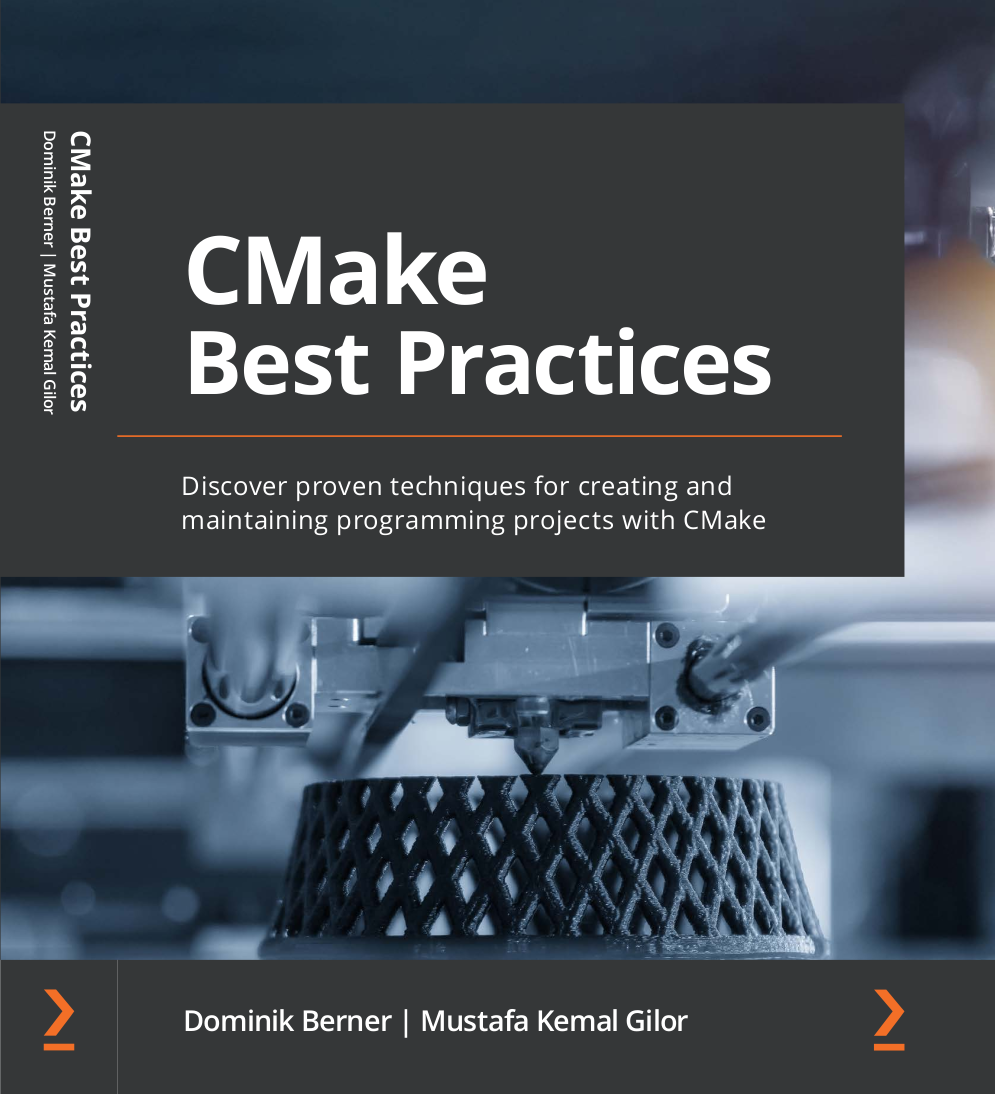 CMake Best Practices
Dominik Berner | Mustafa Kemal Gilor
CMake
Best Practices
Discover proven techniques for creating and
maintaining programming projects with CMake
Dominik Berner | Mustafa Kemal Gilor